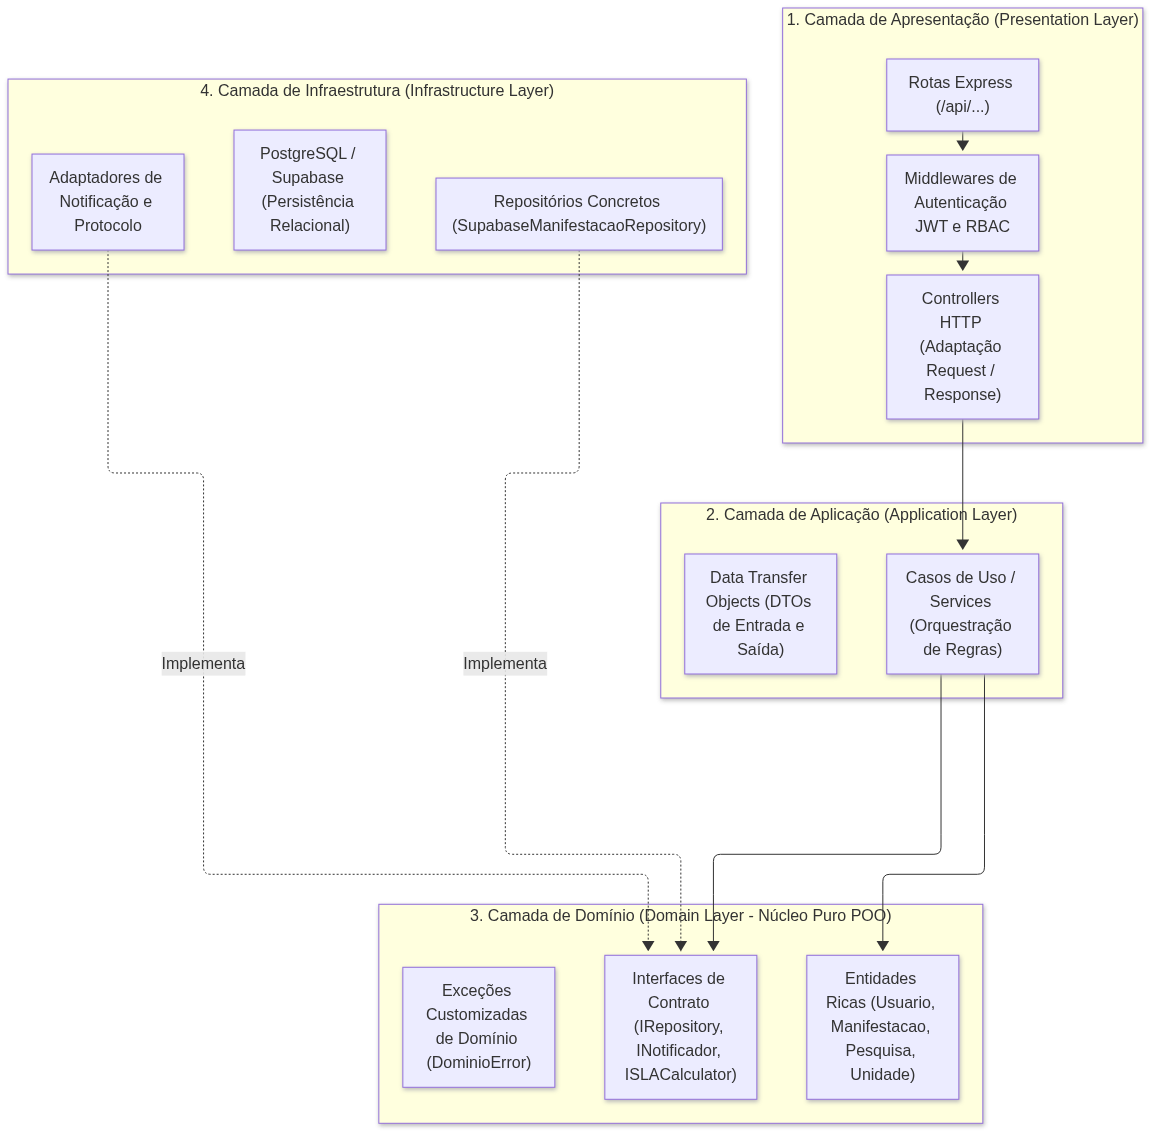 1. Camada de Apresentação (Presentation Layer)
Rotas Express
(/api/...)
Middlewares de
Autenticação
JWT e RBAC
Controllers
HTTP
(Adaptação
Request /
Response)
4. Camada de Infraestrutura (Infrastructure Layer)
Adaptadores de
Notificação e
Protocolo
PostgreSQL /
Supabase
(Persistência
Relacional)
Repositórios Concretos
(SupabaseManifestacaoRepository)
2. Camada de Aplicação (Application Layer)
Data Transfer
Objects (DTOs
de Entrada e
Saída)
Casos de Uso /
Services
(Orquestração
de Regras)
Implementa
Implementa
3. Camada de Domínio (Domain Layer - Núcleo Puro POO)
Exceções
Customizadas
de Domínio
(DominioError)
Interfaces de
Contrato
(IRepository,
INotificador,
ISLACalculator)
Entidades
Ricas (Usuario,
Manifestacao,
Pesquisa,
Unidade)